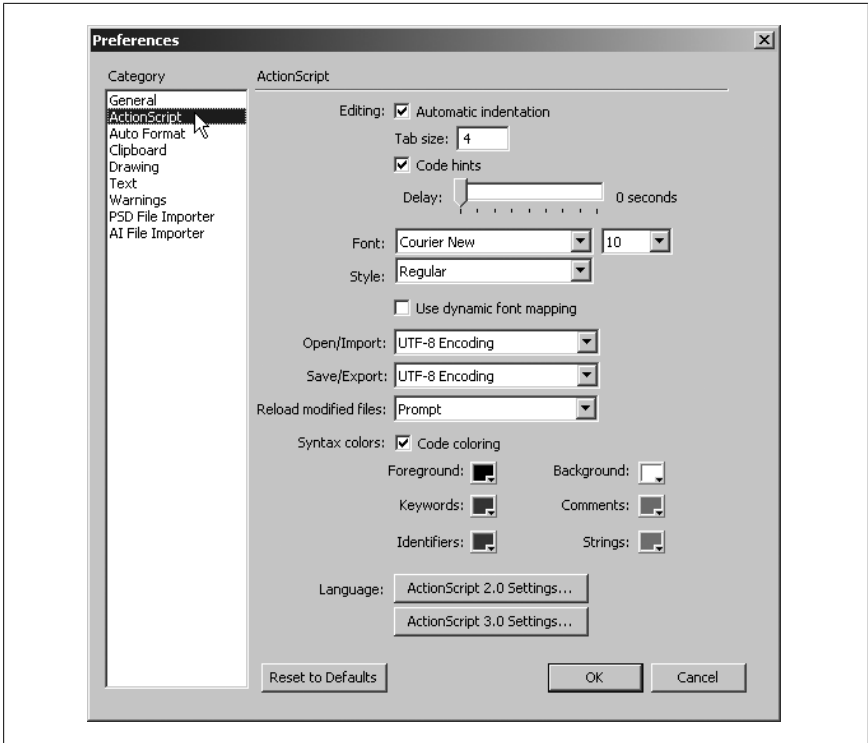 Preferences
Category
General
ActionScript
Auto Format
Clipboard
Drawing
Text
Warnings
PSD File Importer
AI File Importer
ActionScript
Editing: Automatic indentation
Tab size: 4
Code hints
Delay: 0 seconds
Font: Courier New 10
Style: Regular
Use dynamic font mapping
Open/Import: UTF-8 Encoding
Save/Export: UTF-8 Encoding
Reload modified files: Prompt
Syntax colors: Code coloring
Foreground: Background:
Keywords: Comments:
Identifiers: Strings:
Language: ActionScript 2.0 Settings...
ActionScript 3.0 Settings...
Reset to Defaults OK Cancel